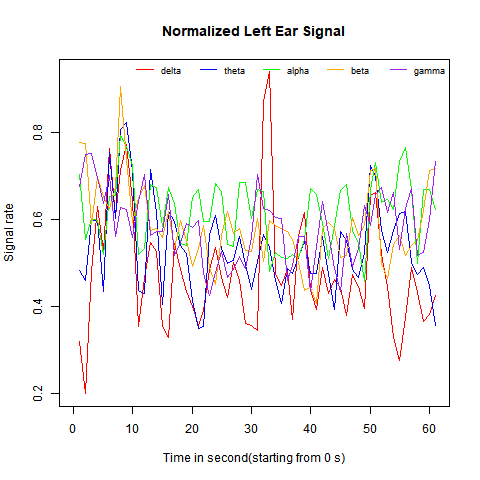 Normalized Left Ear Signal
delta theta alpha beta gamma
Signal rate
0.8
0.6
0.4
0.2
0 10 20 30 40 50 60
Time in second(starting from 0 s)